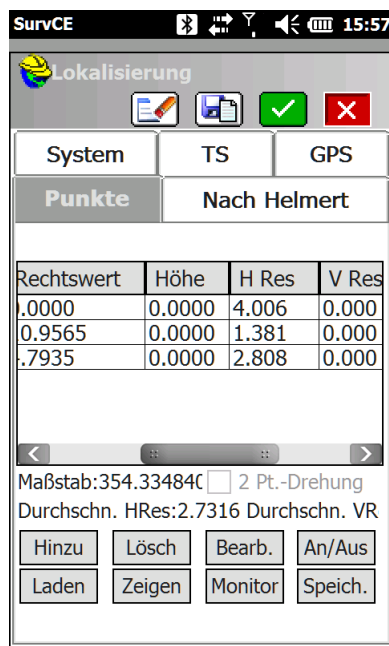 SurvCE 15:57
Lokalisierung
System TS GPS
Punkte Nach Helmert
Rechtswert Höhe H Res V Res
.0000 0.0000 4.006 0.000
0.9565 0.0000 1.381 0.000
.7935 0.0000 2.808 0.000
Maßstab:354.334840 2 Pt.-Drehung
Durchschn. HRes:2.7316 Durchschn. VR
Hinzu Lösch Bearb. An/Aus
Laden Zeigen Monitor Speich.